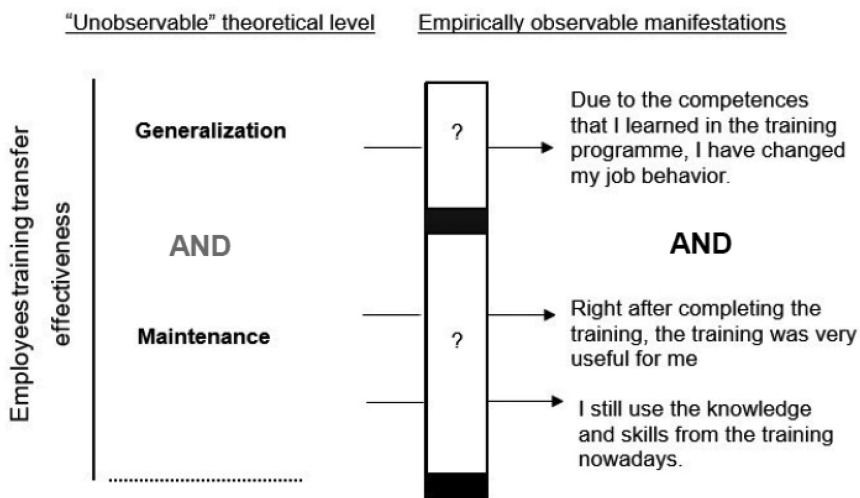 “Unobservable” theoretical level
Empirically observable manifestations
Employees training transfer
effectiveness
Generalization
?
Due to the competences
that I learned in the training
programme, I have changed
my job behavior.
AND
AND
Maintenance
?
Right after completing the
training, the training was very
useful for me
I still use the knowledge
and skills from the training
nowadays.